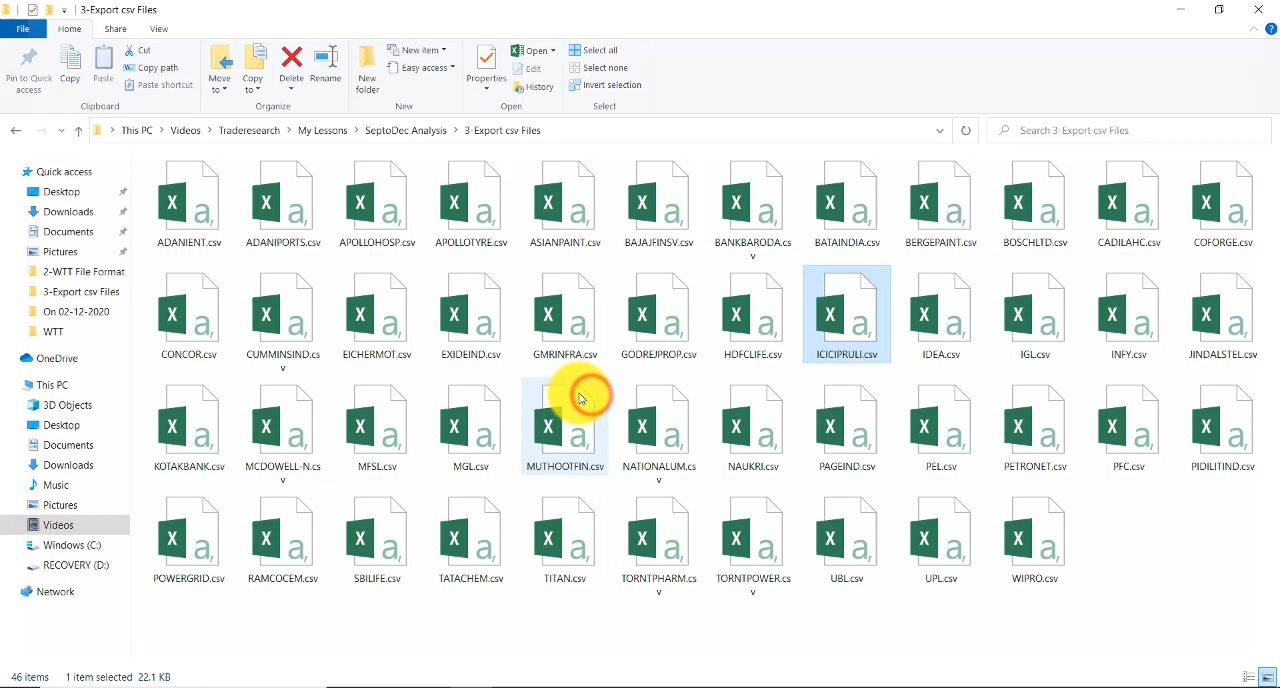 3-Export csv Files
File
Home
Share
View
Pin to Quick
access
Copy
Paste
Cut
Copy path
Paste shortcut
Clipboard
Move
to
Copy
to
Delete
Rename
Organize
New
folder
New item
Easy access
New
Properties
Open
Edit
History
Open
Select all
Select none
Invert selection
Select
This PC
Videos
Traderesearch
My Lessons
SeptoDec Analysis
3-Export csv Files
Search 3-Export csv Files
Quick access
Desktop
Downloads
Documents
Pictures
2-WTT File Format
3-Export csv Files
On 02-12-2020
WTT
OneDrive
This PC
3D Objects
Desktop
Documents
Downloads
Music
Pictures
Videos
Windows (C:)
RECOVERY (D:)
Network
ADANIENT.csv
ADANIPORTS.csv
APOLLOHOSP.csv
APOLLOTYRE.csv
ASIANPAINT.csv
BAJAJFINSV.csv
BANKBARODA.cs
v
BATAINDIA.csv
BERGEPAINT.csv
BOSCHLTD.csv
CADILAHC.csv
COFORGE.csv
CONCOR.csv
CUMMINSIND.cs
v
EICHERMOT.csv
EXIDEIND.csv
GMRINFRA.csv
GODREJPROP.csv
HDFCLIFE.csv
ICICIPRULI.csv
IDEA.csv
IGL.csv
INFY.csv
JINDALSTEL.csv
KOTAKBANK.csv
MCDOWELL-N.cs
v
MFSL.csv
MGL.csv
MUTHOOTFIN.csv
NATIONALUM.cs
v
NAUKRI.csv
PAGEIND.csv
PEL.csv
PETRONET.csv
PFC.csv
PIDILITIND.csv
POWERGRID.csv
RAMCOCEM.csv
SBILIFE.csv
TATACHEM.csv
TITAN.csv
TORNTPHARM.cs
v
TORNTPOWER.cs
v
UBL.csv
UPL.csv
WIPRO.csv
46 items
1 item selected 22.1 KB